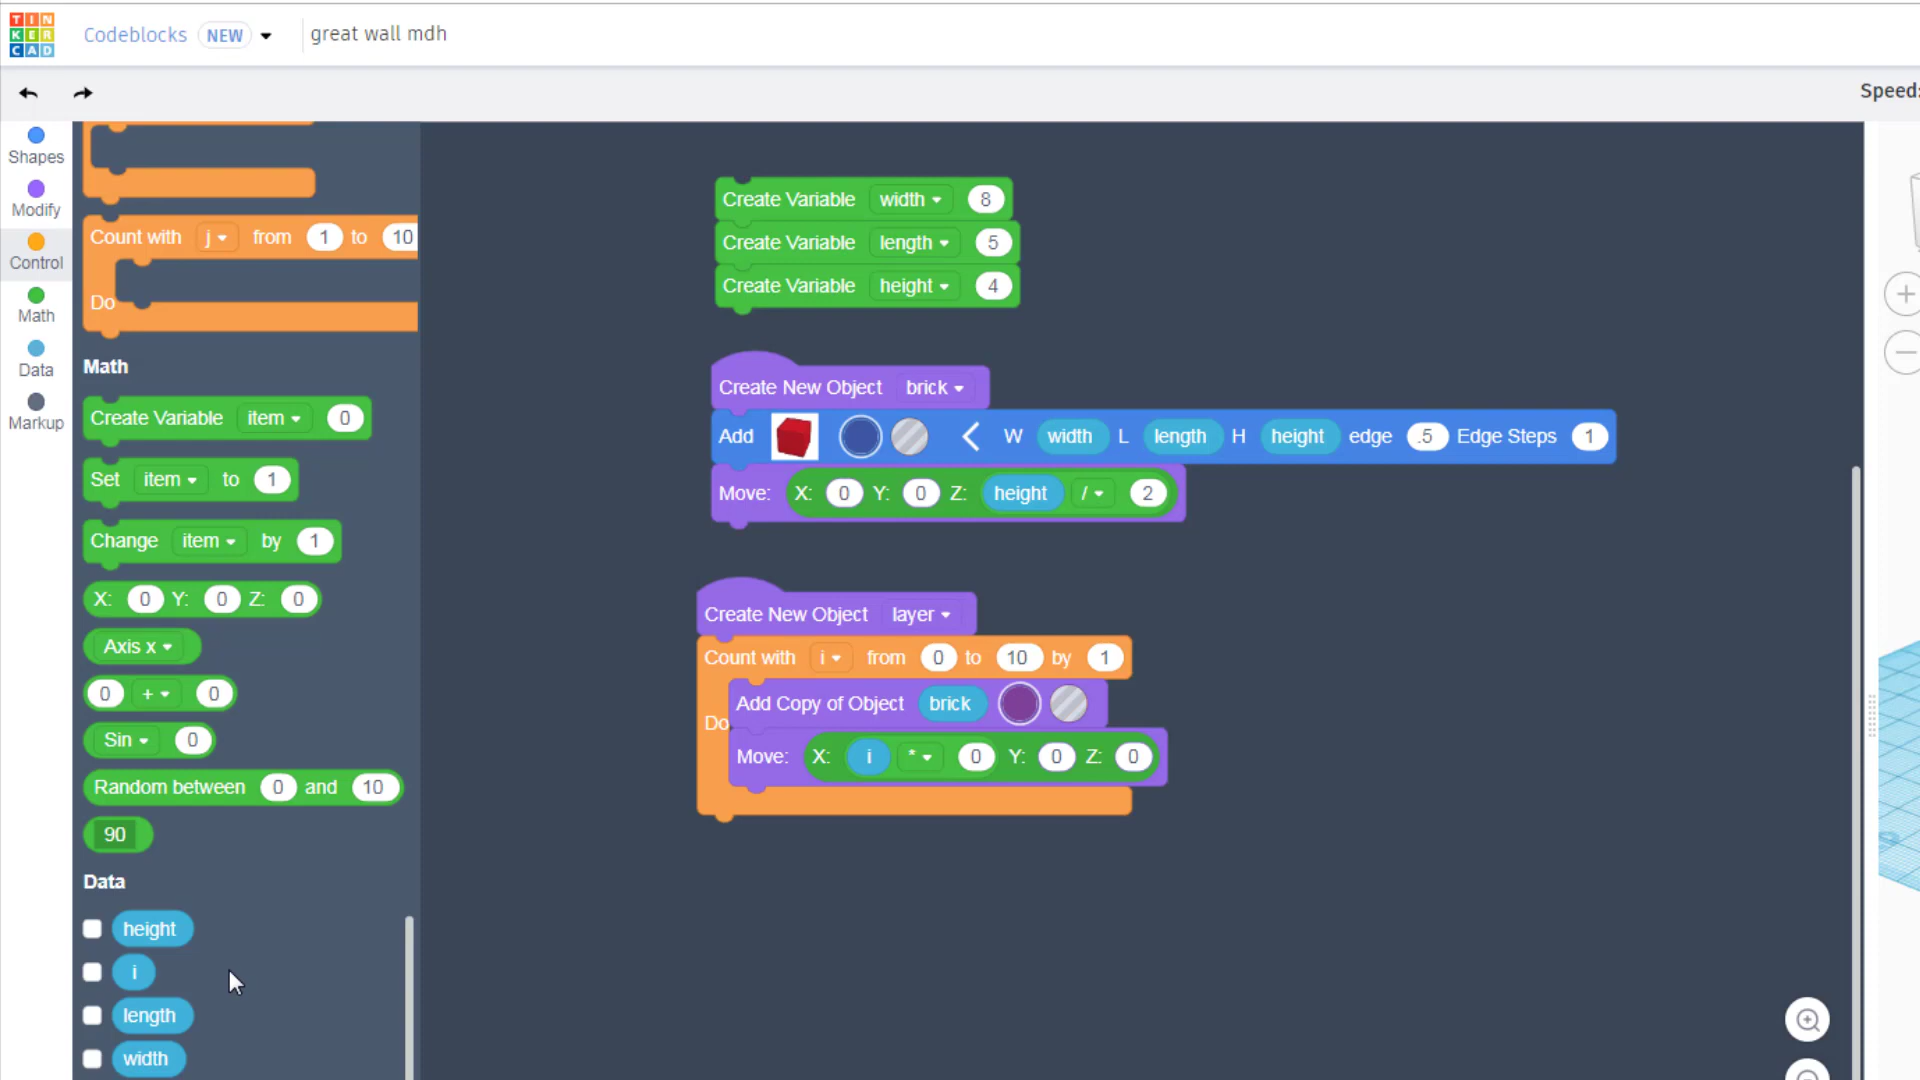 TIN
KER
CAD
Codeblocks NEW great wall mdh
Speed:
Shapes
Modify
Control
Math
Data
Markup
Count with j from 1 to 10
Do
Math
Create Variable item 0
Set item to 1
Change item by 1
X: 0 Y: 0 Z: 0
Axis x
0 + 0
Sin 0
Random between 0 and 10
90
Data
height
i
length
width
Create Variable width 8
Create Variable length 5
Create Variable height 4
Create New Object brick
Add W width L length H height edge .5 Edge Steps 1
Move: X: 0 Y: 0 Z: height / 2
Create New Object layer
Count with i from 0 to 10 by 1
Do
Add Copy of Object brick
Move: X: i * 0 Y: 0 Z: 0